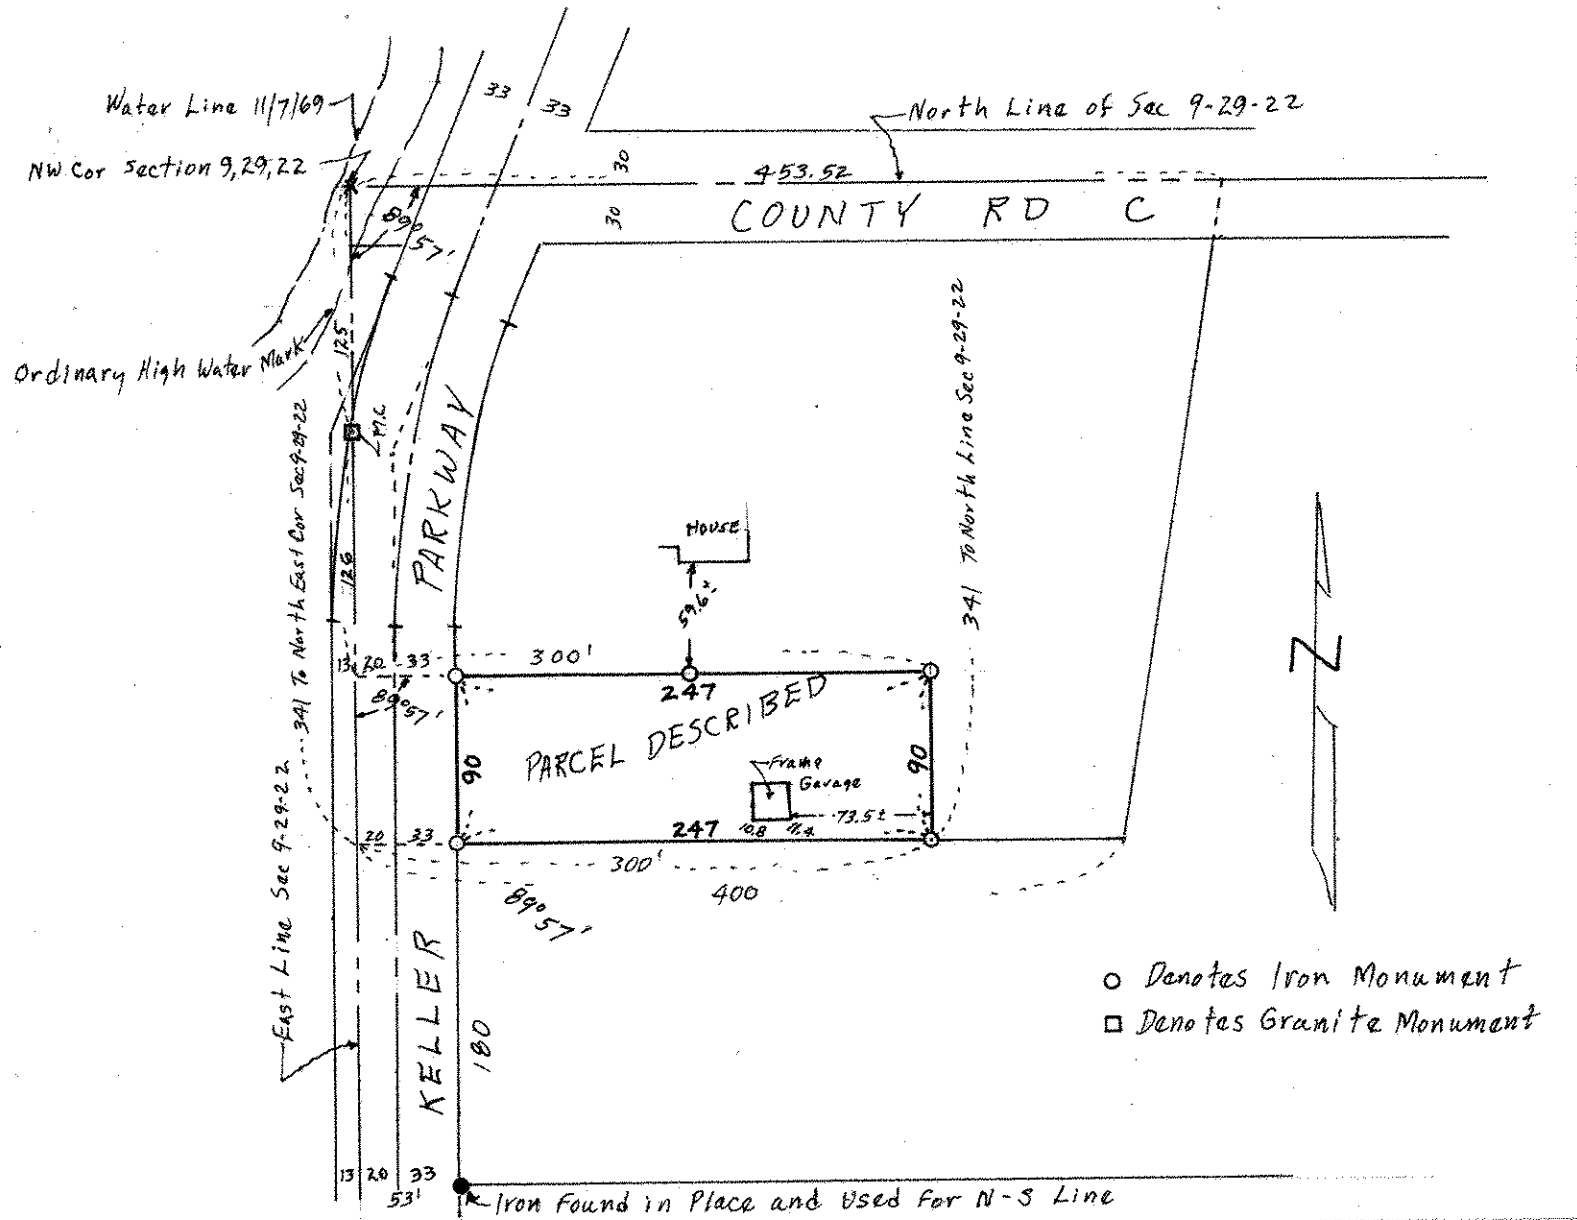 33
33
Water Line 11/7/69
North Line of Sec 9-29-22
NW Cor Section 9,29,22
30
453.52
30
COUNTY RD C
89°
57'
Ordinary High Water Mark
125
M.C
341 To North Line Sec 9-29-22
341 To North East Cor Sec 9-29-22
PARKWAY
HOUSE
126
59.6±
13 20 33
300'
247
89°57'
PARCEL DESCRIBED
90
90
Frame
Garage
73.5±
20 33
247
10.8
300'
400
89°57'
East Line Sec 9-29-22
KELLER
180
N
Denotes Iron Monument
Denotes Granite Monument
13 20 33
53'
Iron Found in Place and Used For N-S Line